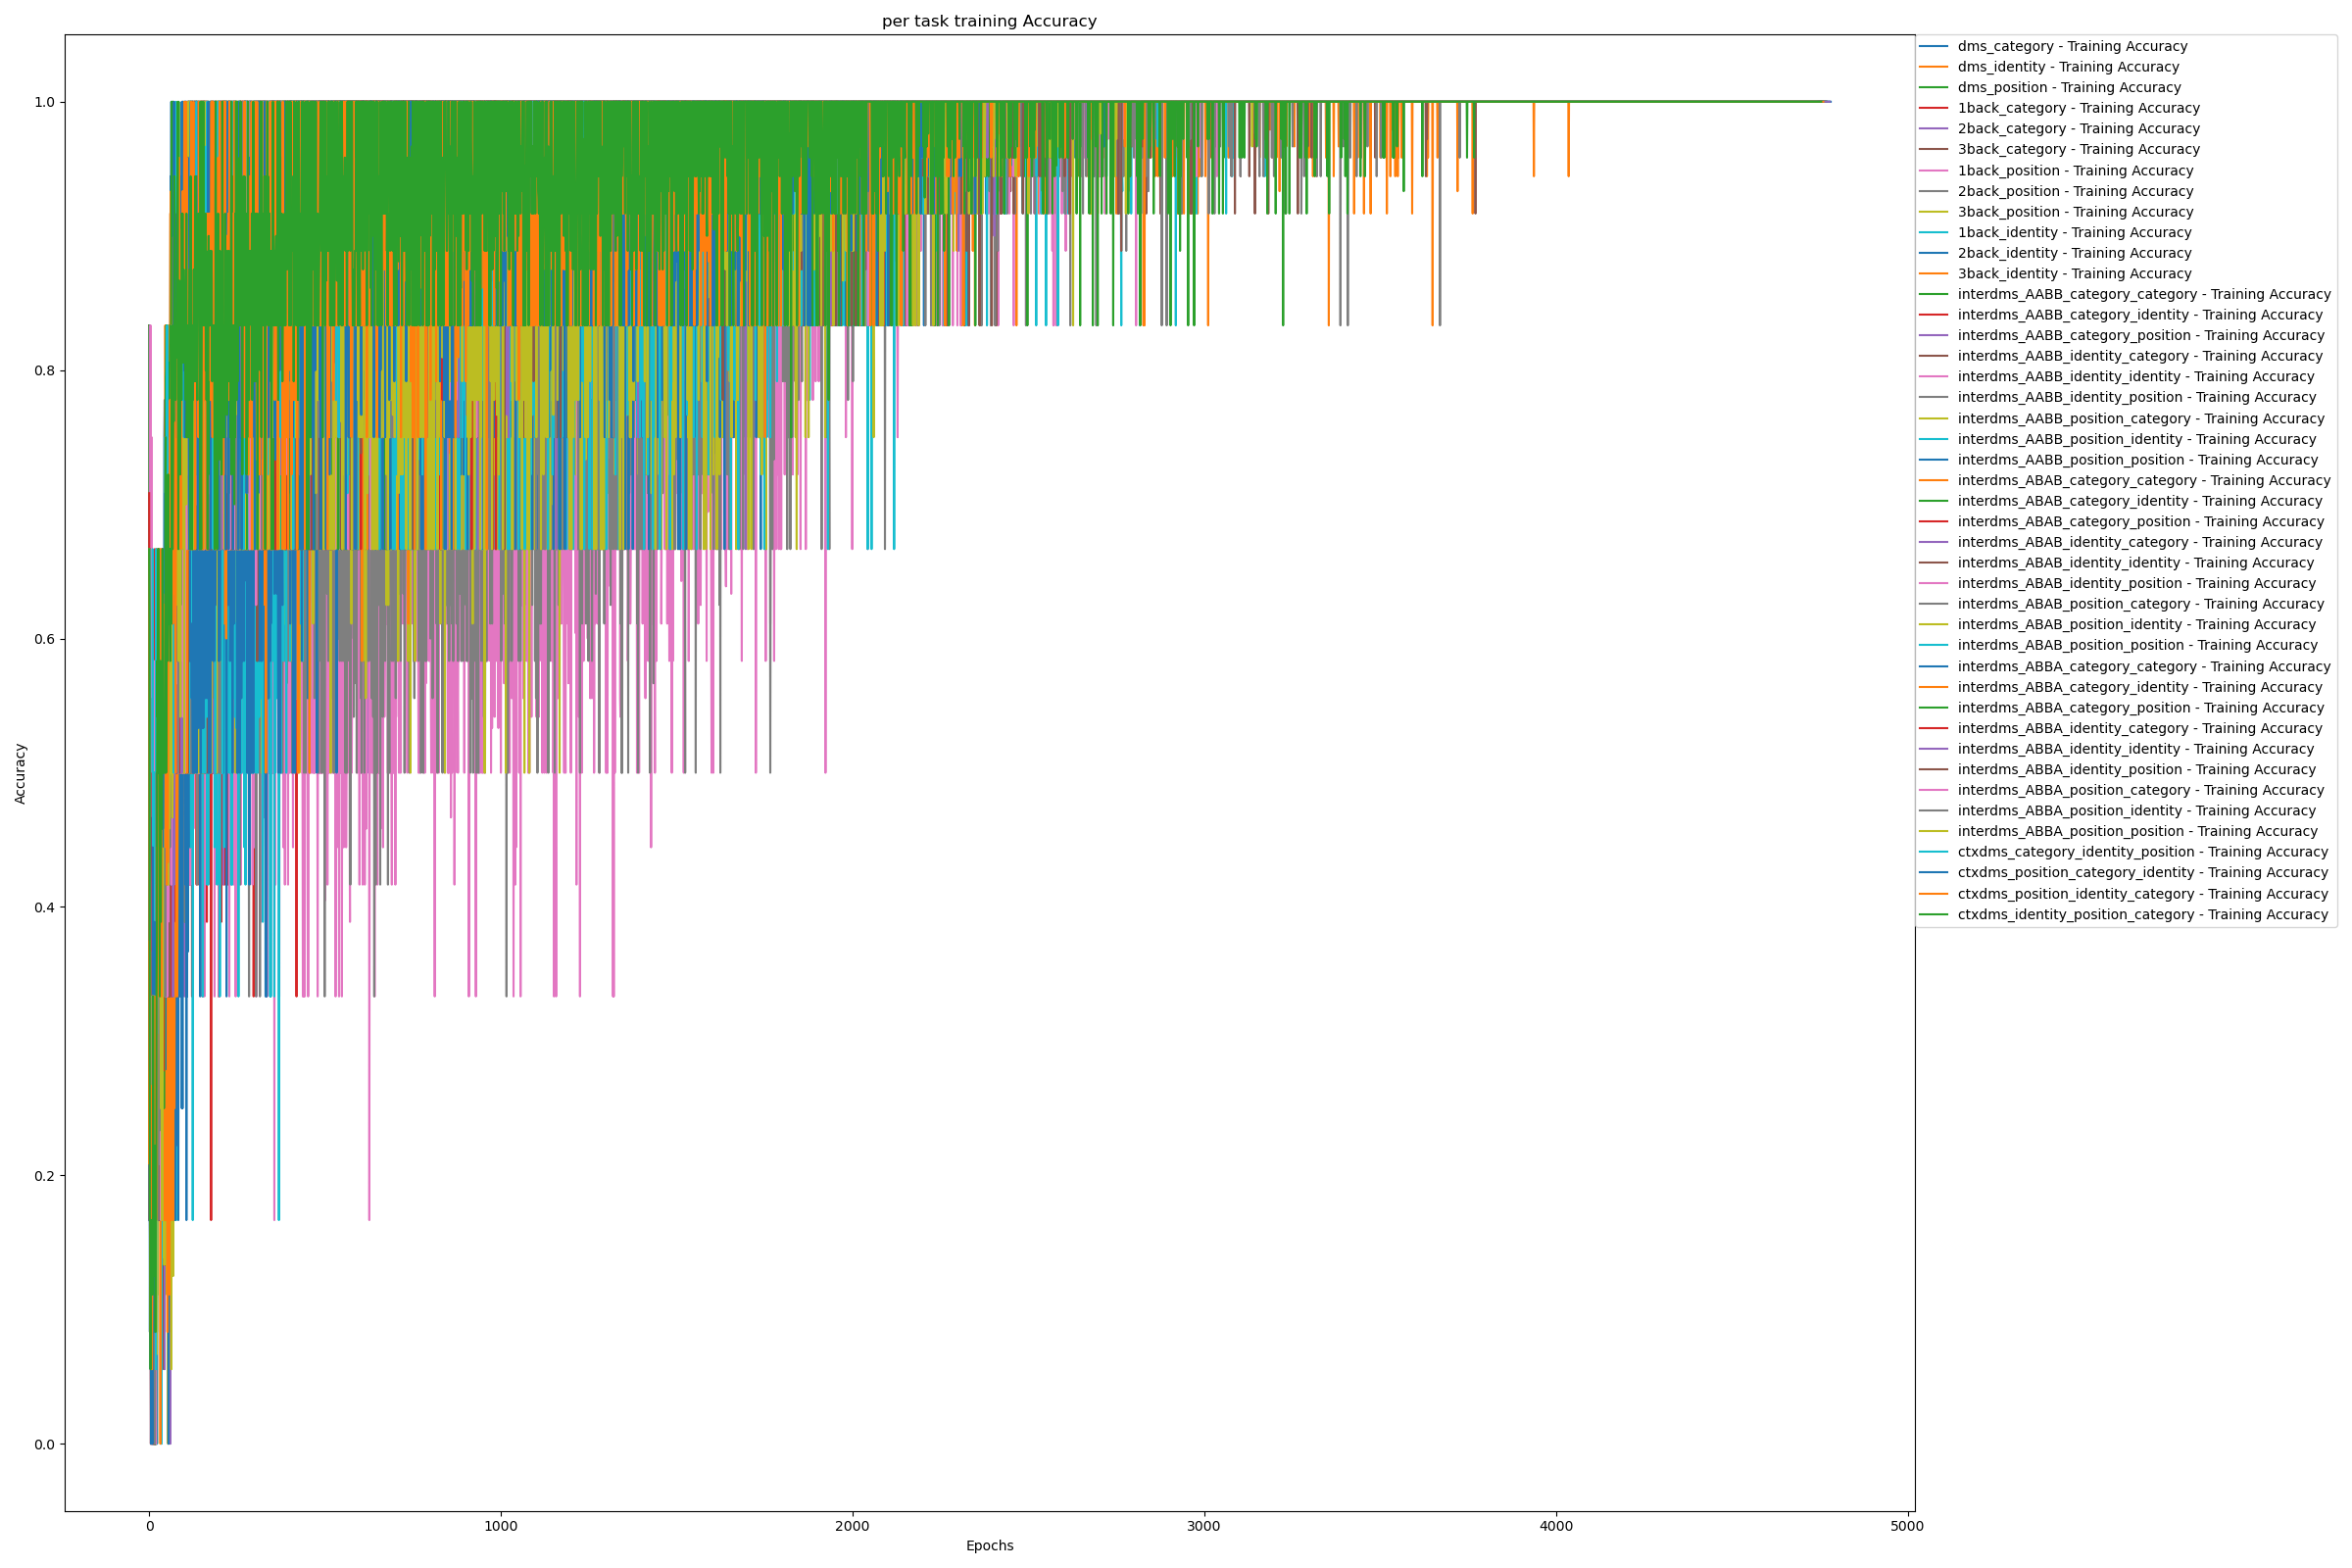 per task training Accuracy
1.0
0.8
0.6
0.4
0.2
0.0
Accuracy
0
1000
2000
3000
4000
5000
Epochs
dms_category - Training Accuracy
dms_identity - Training Accuracy
dms_position - Training Accuracy
1back_category - Training Accuracy
2back_category - Training Accuracy
3back_category - Training Accuracy
1back_position - Training Accuracy
2back_position - Training Accuracy
3back_position - Training Accuracy
1back_identity - Training Accuracy
2back_identity - Training Accuracy
3back_identity - Training Accuracy
interdms_AABB_category_category - Training Accuracy
interdms_AABB_category_identity - Training Accuracy
interdms_AABB_category_position - Training Accuracy
interdms_AABB_identity_category - Training Accuracy
interdms_AABB_identity_identity - Training Accuracy
interdms_AABB_identity_position - Training Accuracy
interdms_AABB_position_category - Training Accuracy
interdms_AABB_position_identity - Training Accuracy
interdms_AABB_position_position - Training Accuracy
interdms_ABAB_category_category - Training Accuracy
interdms_ABAB_category_identity - Training Accuracy
interdms_ABAB_category_position - Training Accuracy
interdms_ABAB_identity_category - Training Accuracy
interdms_ABAB_identity_identity - Training Accuracy
interdms_ABAB_identity_position - Training Accuracy
interdms_ABAB_position_category - Training Accuracy
interdms_ABAB_position_identity - Training Accuracy
interdms_ABAB_position_position - Training Accuracy
interdms_ABBA_category_category - Training Accuracy
interdms_ABBA_category_identity - Training Accuracy
interdms_ABBA_category_position - Training Accuracy
interdms_ABBA_identity_category - Training Accuracy
interdms_ABBA_identity_identity - Training Accuracy
interdms_ABBA_identity_position - Training Accuracy
interdms_ABBA_position_category - Training Accuracy
interdms_ABBA_position_identity - Training Accuracy
interdms_ABBA_position_position - Training Accuracy
ctxdms_category_identity_position - Training Accuracy
ctxdms_position_category_identity - Training Accuracy
ctxdms_position_identity_category - Training Accuracy
ctxdms_identity_position_category - Training Accuracy